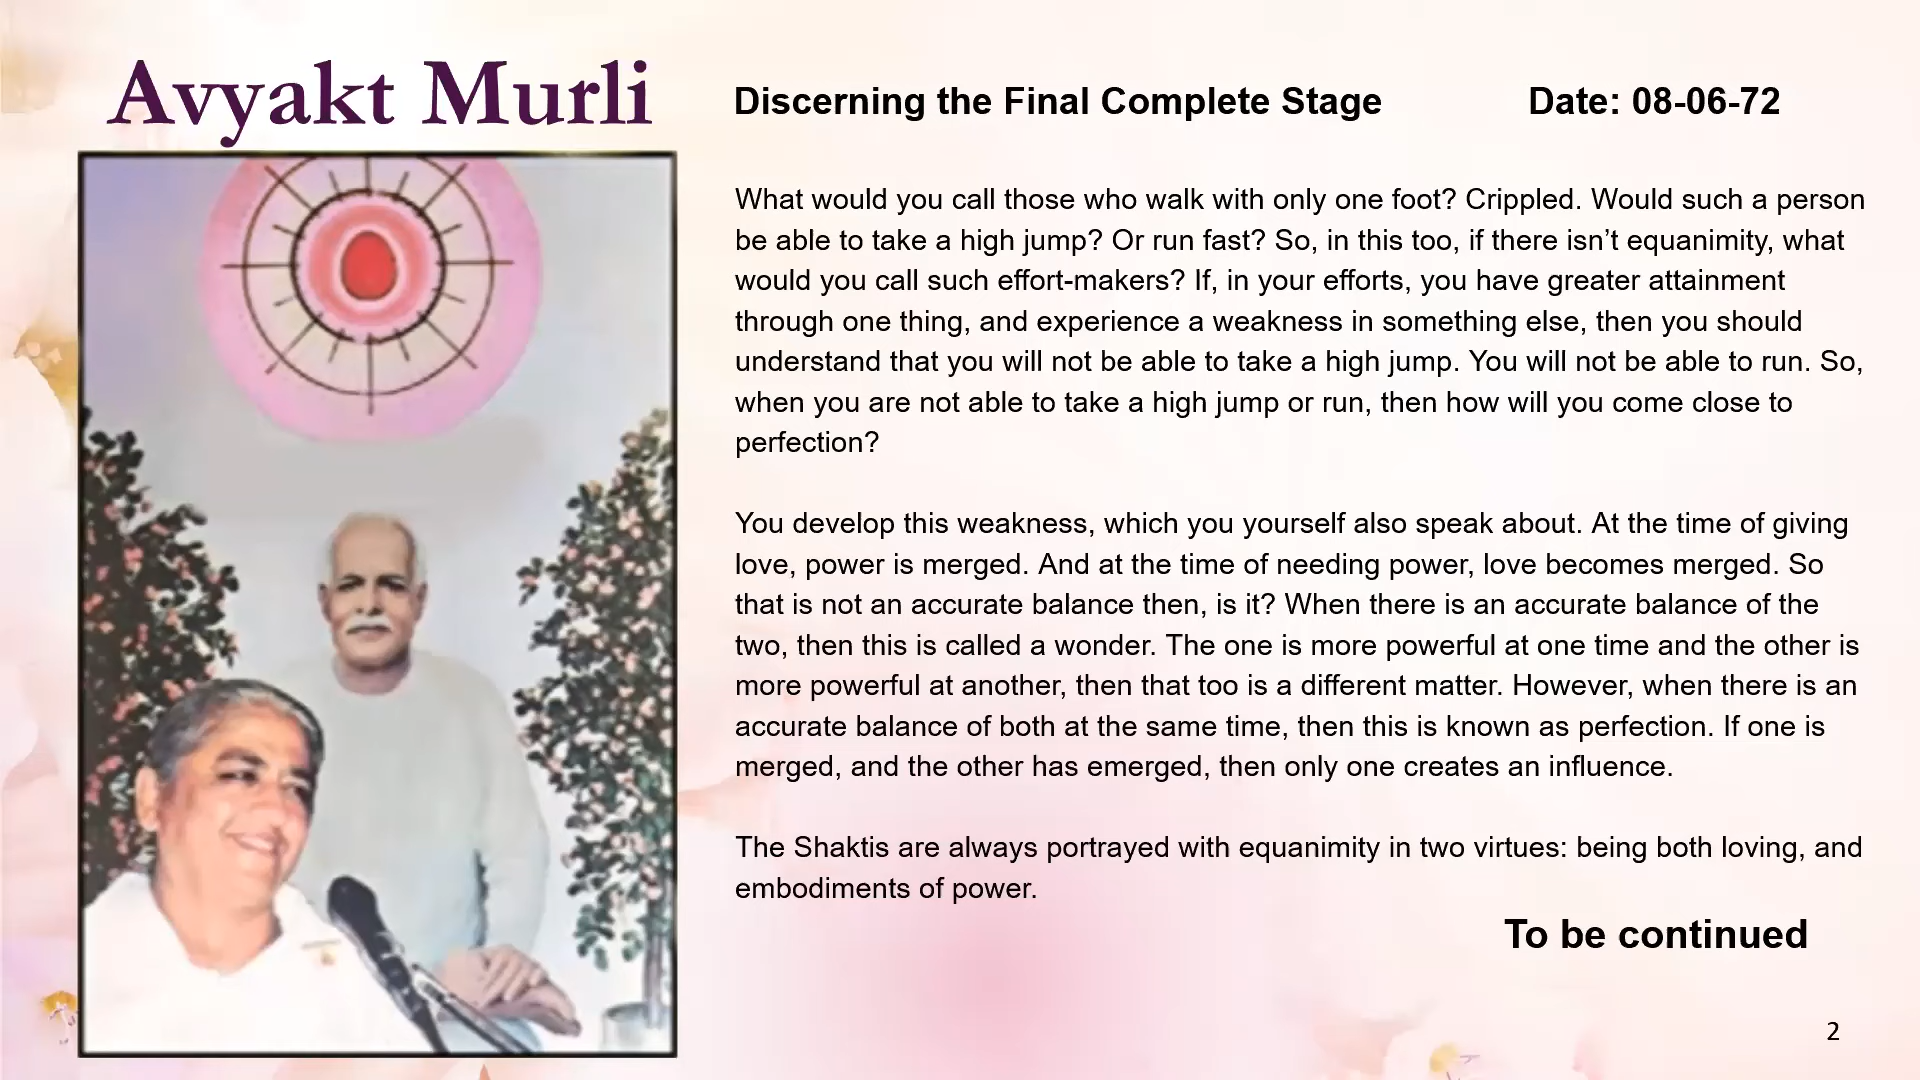 Avyakt Murli
Discerning the Final Complete Stage
Date: 08-06-72
What would you call those who walk with only one foot? Crippled. Would such a person
be able to take a high jump? Or run fast? So, in this too, if there isn’t equanimity, what
would you call such effort-makers? If, in your efforts, you have greater attainment
through one thing, and experience a weakness in something else, then you should
understand that you will not be able to take a high jump. You will not be able to run. So,
when you are not able to take a high jump or run, then how will you come close to
perfection?
You develop this weakness, which you yourself also speak about. At the time of giving
love, power is merged. And at the time of needing power, love becomes merged. So
that is not an accurate balance then, is it? When there is an accurate balance of the
two, then this is called a wonder. The one is more powerful at one time and the other is
more powerful at another, then that too is a different matter. However, when there is an
accurate balance of both at the same time, then this is known as perfection. If one is
merged, and the other has emerged, then only one creates an influence.
The Shaktis are always portrayed with equanimity in two virtues: being both loving, and
embodiments of power.
To be continued
2